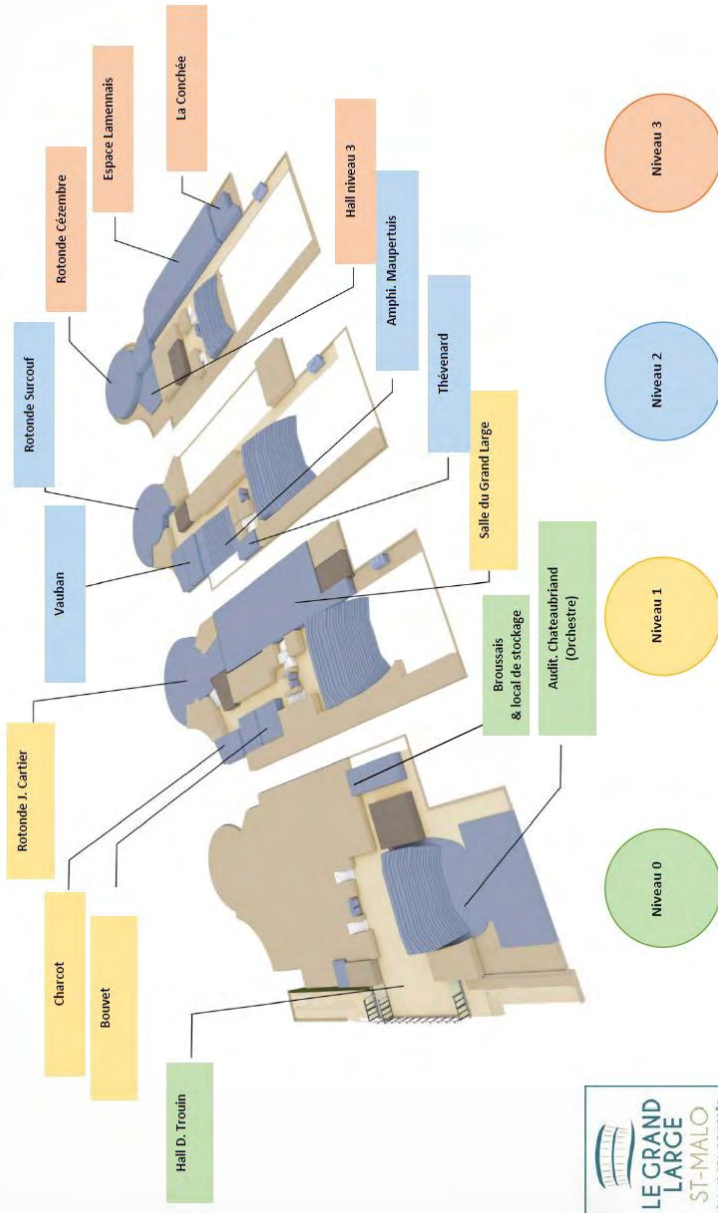 Hall D. Trouin
Charcot
Bouvet
Rotonde J. Cartier
Vauban
Rotonde Surcouf
Rotonde Cézembre
Espace Lamennais
La Conchée
Hall niveau 3
Amphi. Maupertuis
Thévenard
Salle du Grand Large
Broussais
& local de stockage
Audit. Chateaubriand
(Orchestre)
Niveau 0
Niveau 1
Niveau 2
Niveau 3
LE GRAND
LARGE
ST-MALO